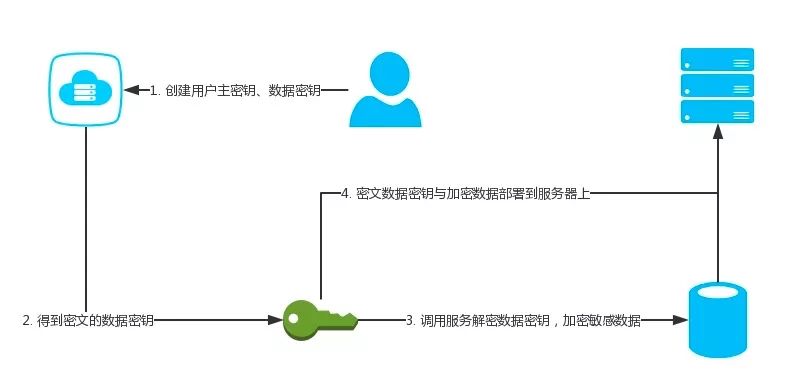 1. 创建用户主密钥、数据密钥
4. 密文数据密钥与加密数据部署到服务器上
2. 得到密文的数据密钥
3. 调用服务解密数据密钥，加密敏感数据